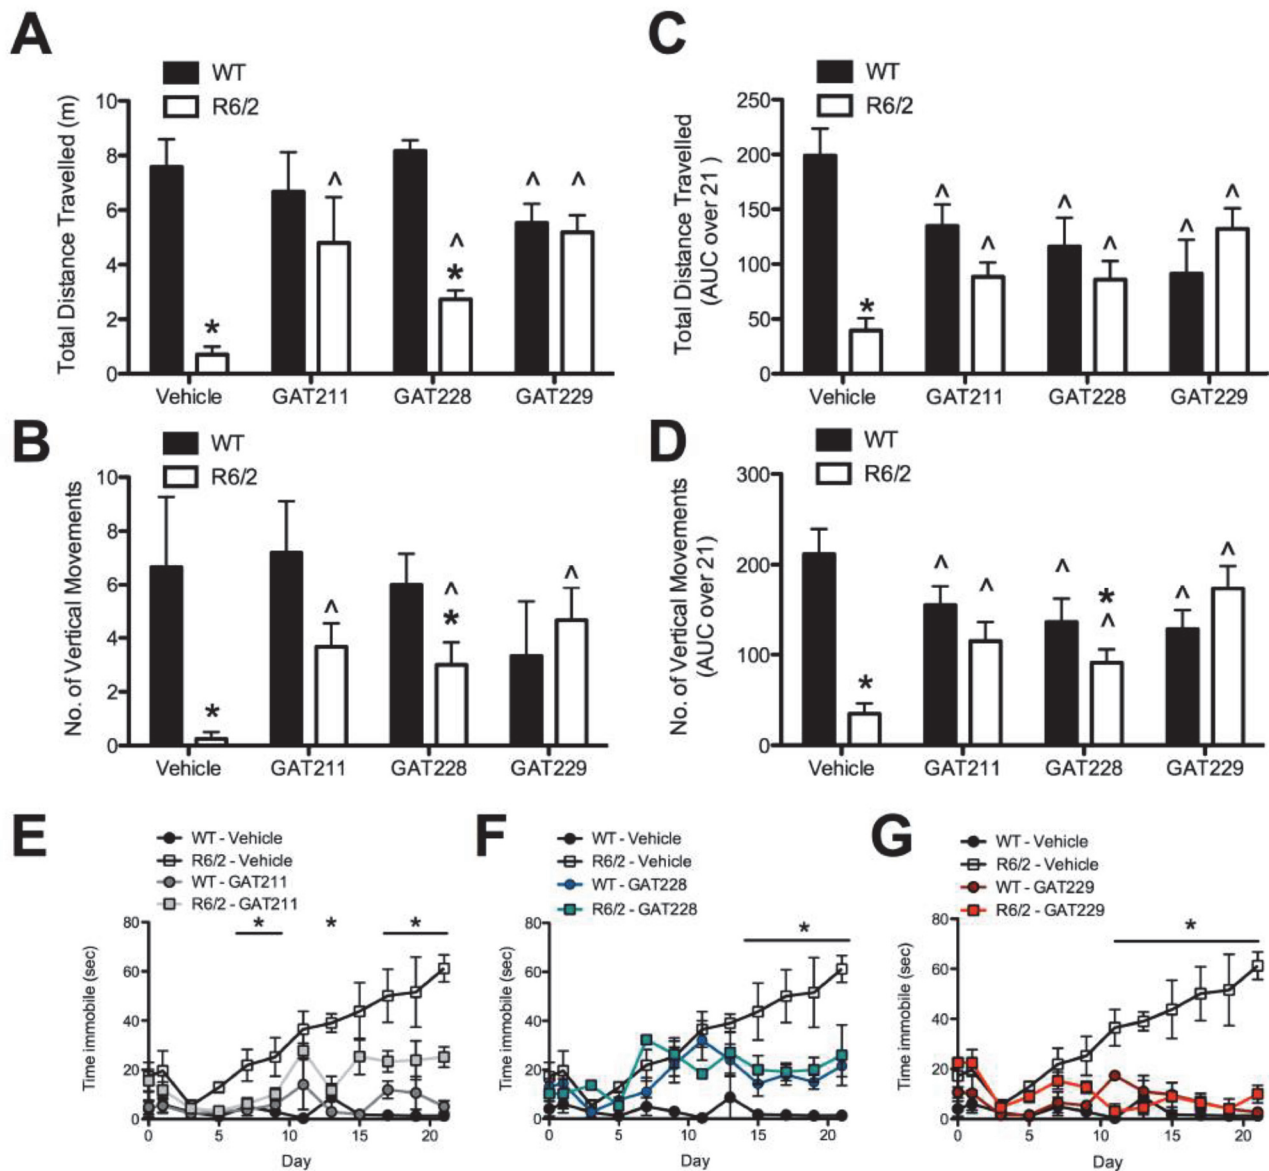 A
WT
R6/2
Total Distance Travelled (m)
10
8
6
4
2
0
^
^
^
^
*
*
Vehicle
GAT211
GAT228
GAT229
C
WT
R6/2
Total Distance Travelled
(AUC over 21 )
250
200
150
100
50
0
^
^
^
^
^
^
*
Vehicle
GAT211
GAT228
GAT229
B
WT
R6/2
No. of Vertical Movements
10
8
6
4
2
0
^
^
^
*
*
Vehicle
GAT211
GAT228
GAT229
D
WT
R6/2
No. of Vertical Movements
(AUC over 21)
300
200
100
0
^
^
^
*
^
^
^
*
Vehicle
GAT211
GAT228
GAT229
E
WT - Vehicle
R6/2 - Vehicle
WT - GAT211
R6/2 - GAT211
Time immobile (sec)
80
60
40
20
0
*
*
*
0
5
10
15
20
Day
F
WT - Vehicle
R6/2 - Vehicle
WT - GAT228
R6/2 - GAT228
Time immobile (sec)
80
60
40
20
0
*
0
5
10
15
20
Day
G
WT - Vehicle
R6/2 - Vehicle
WT - GAT229
R6/2 - GAT229
Time immobile (sec)
80
60
40
20
0
*
0
5
10
15
20
Day